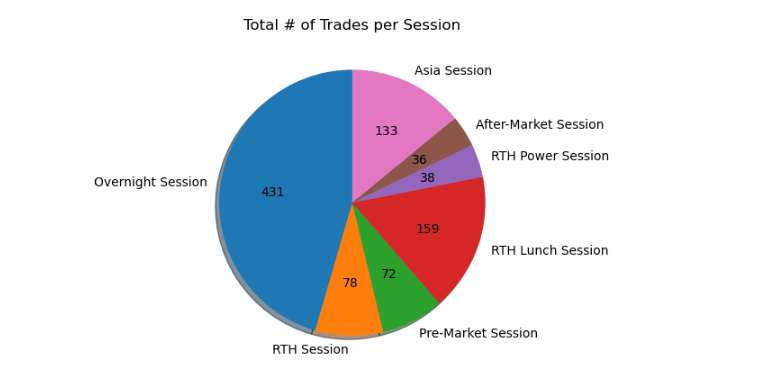 Total # of Trades per Session
Asia Session
133
After-Market Session
36
RTH Power Session
38
Overnight Session
431
159
RTH Lunch Session
72
78
Pre-Market Session
RTH Session